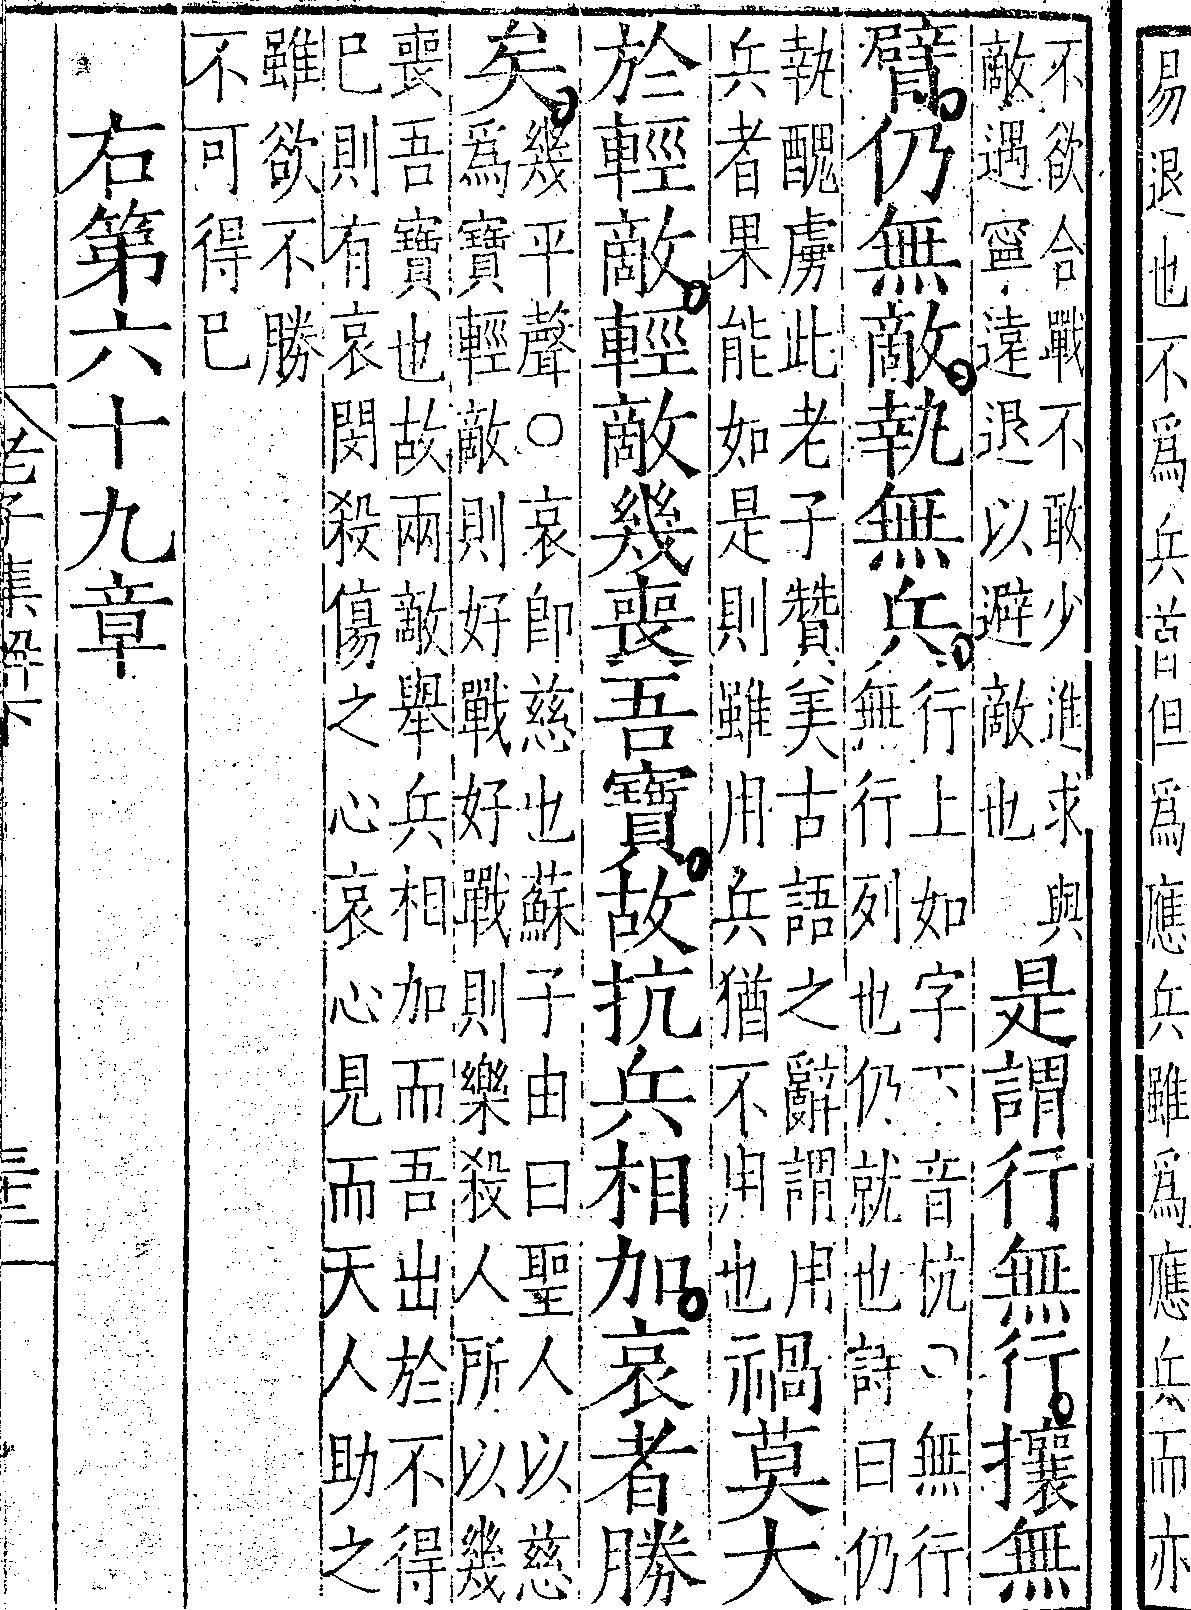 易退也不爲兵首但爲應兵雖爲應兵而亦
不欲合戰不敢少進求與
敵遇寧遠退以避敵也
是謂行無行攘無
臂仍無敵執無兵
行上如字下音杭○無行
無行列也仍就也詩曰仍
執醜虜此老子贊美古語之辭謂用
兵者果能如是則雖用兵猶不用也
禍莫大
於輕敵輕敵幾喪吾寶故抗兵相加哀者勝
矣
幾平聲○哀卽慈也蘇子由曰聖人以慈
爲寶輕敵則好戰好戰則樂殺人所以幾
喪吾寶也故兩敵舉兵相加而吾出於不得
已則有哀閔殺傷之心哀心見而天人助之
雖欲不勝
不可得已
右第六十九章
老子集解下